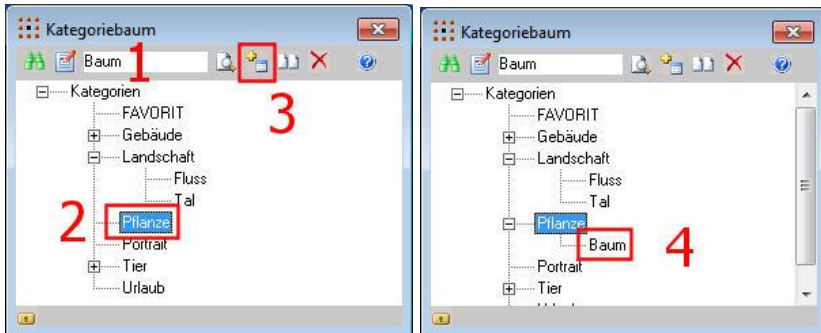 Kategoriebaum
Baum
1
3
Kategorien
FAVORIT
Gebäude
Landschaft
Fluss
Tal
2
Pflanze
Portrait
Tier
Urlaub
Kategoriebaum
Baum
Kategorien
FAVORIT
Gebäude
Landschaft
Fluss
Tal
Pflanze
Baum
4
Portrait
Tier